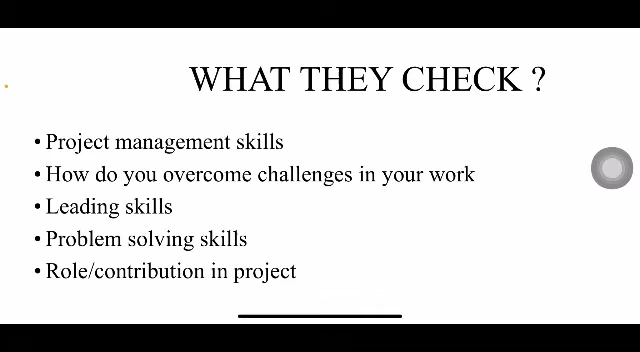 WHAT THEY CHECK ?
• Project management skills
• How do you overcome challenges in your work
• Leading skills
• Problem solving skills
• Role/contribution in project